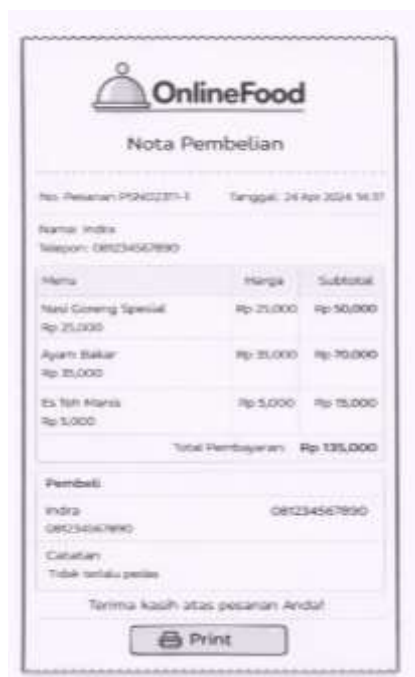 OnlineFood
Nota Pembelian
No. Pesanan Tanggal: 24 Apr 2024 14:37
Nama: Indra
Telepon: 081234567890
Menu Harga Subtotal
Nasi Goreng Spesial Rp 25,000 Rp 50,000
Rp 25,000
Ayam Bakar Rp 35,000 Rp 70,000
Rp 35,000
Es Teh Manis Rp 5,000 Rp 15,000
Rp 5,000
Total Pembayaran: Rp 135,000
Pembeli
Indra 081234567890
081234567890
Catatan
Tidak terlalu pedas
Terima kasih atas pesanan Anda!
Print